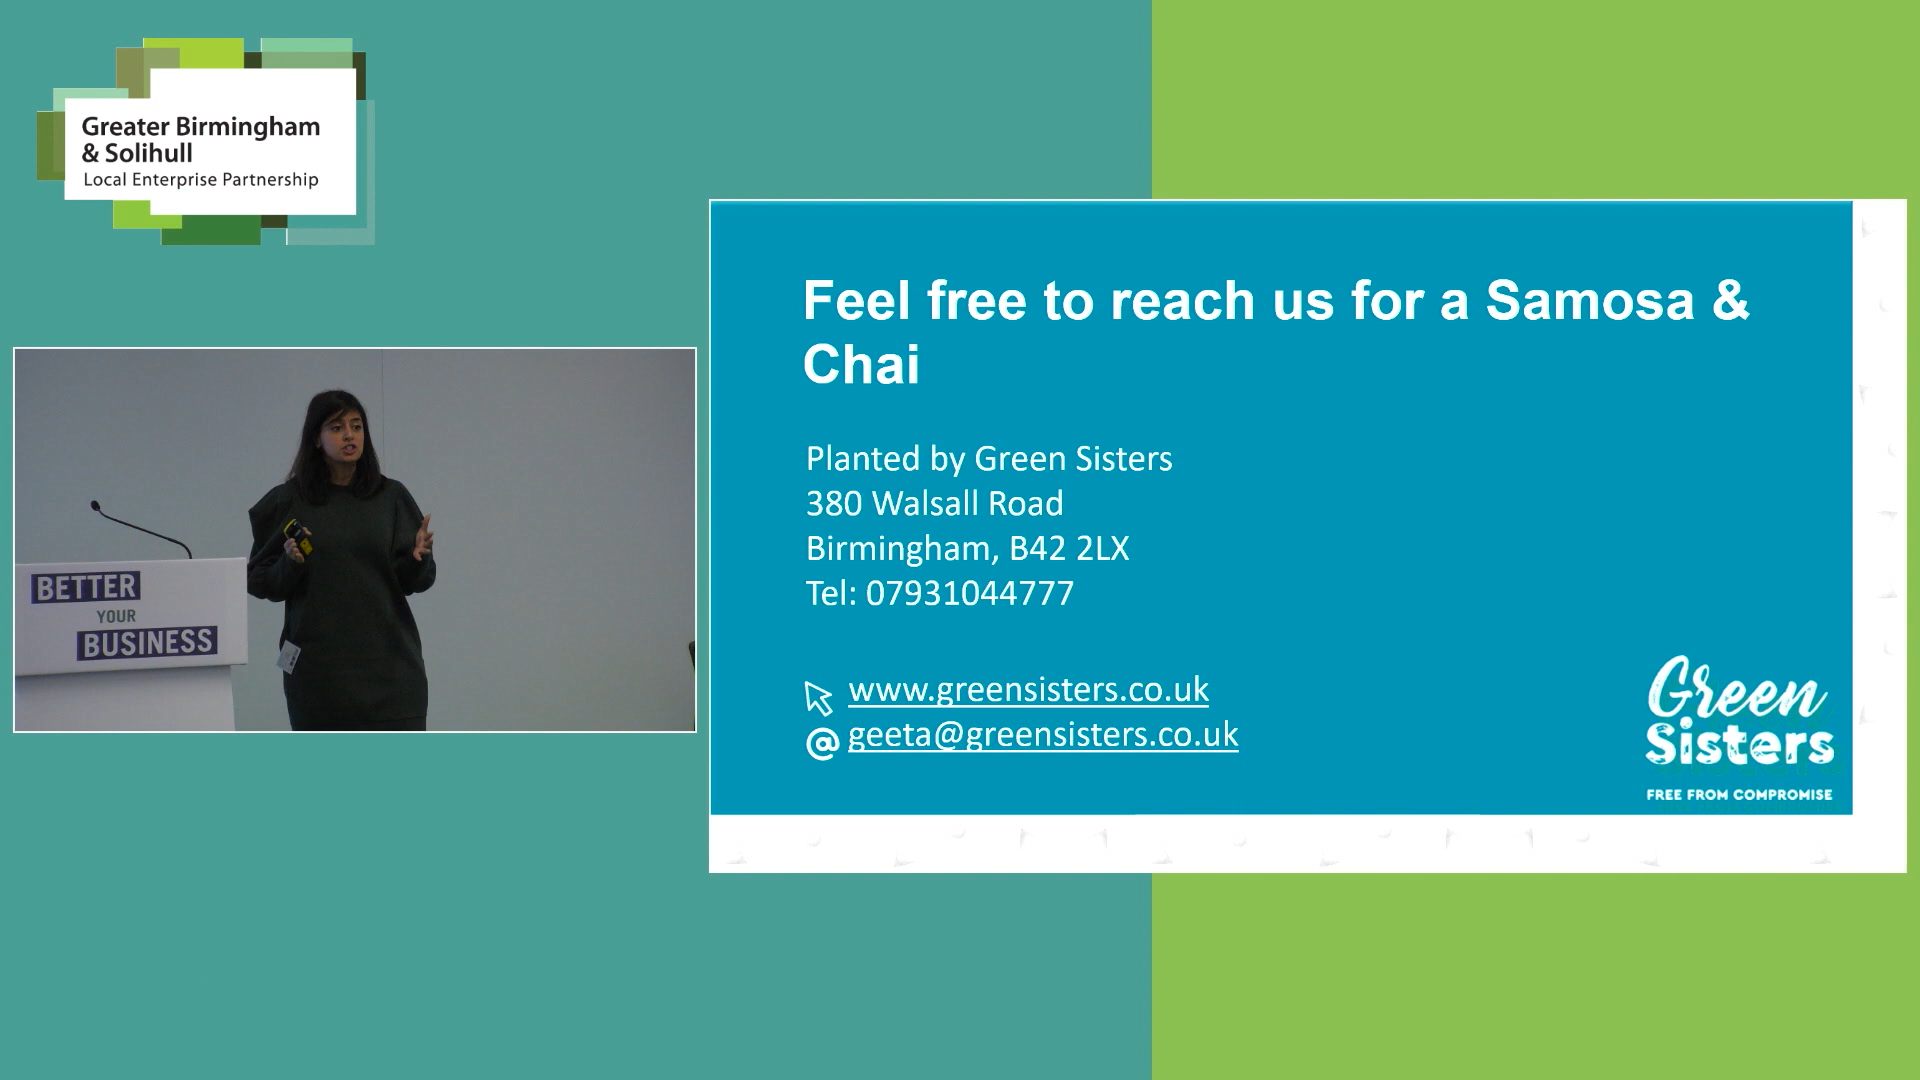 Greater Birmingham
& Solihull
Local Enterprise Partnership
BETTER
YOUR
BUSINESS
Feel free to reach us for a Samosa &
Chai
Planted by Green Sisters
380 Walsall Road
Birmingham, B42 2LX
Tel: 07931044777
www.greensisters.co.uk
@ geeta@greensisters.co.uk
Green
Sisters
FREE FROM COMPROMISE